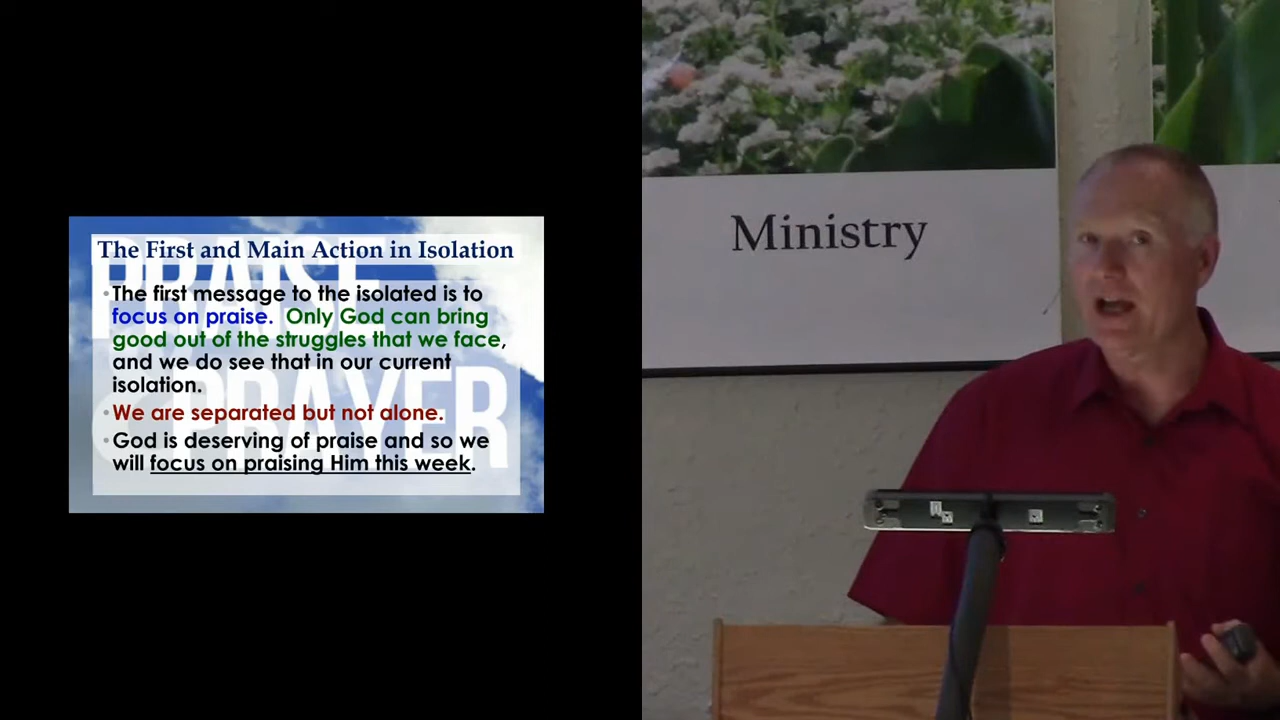 The First and Main Action in Isolation
PRAISE
•The first message to the isolated is to
focus on praise. Only God can bring
good out of the struggles that we face,
and we do see that in our current
isolation.
PRAYER
•We are separated but not alone.
•God is deserving of praise and so we
will focus on praising Him this week.
Ministry